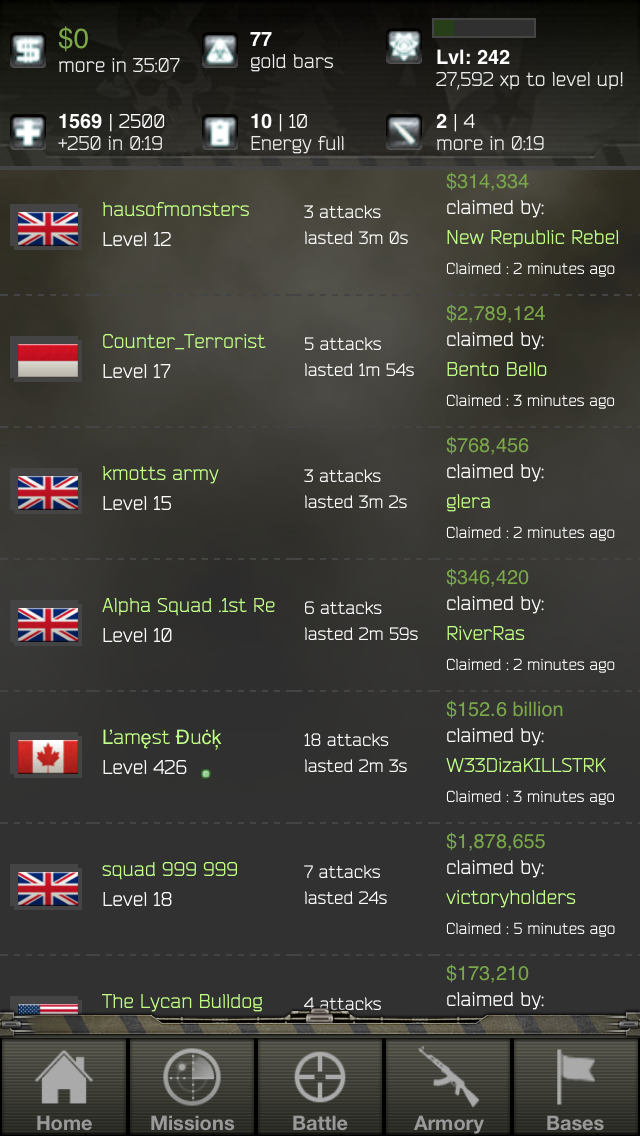 $0
more in 35:07
77
gold bars
Lvl: 242
27,592 xp to level up!
1569 | 2500
+250 in 0:19
10 | 10
Energy full
2 | 4
more in 0:19
hausofmonsters
Level 12
3 attacks
lasted 3m 0s
$314,334
claimed by:
New Republic Rebel
Claimed : 2 minutes ago
Counter_Terrorist
Level 17
5 attacks
lasted 1m 54s
$2,789,124
claimed by:
Bento Bello
Claimed : 3 minutes ago
kmotts army
Level 15
3 attacks
lasted 3m 2s
$768,456
claimed by:
glera
Claimed : 2 minutes ago
Alpha Squad .1st Re
Level 10
6 attacks
lasted 2m 59s
$346,420
claimed by:
RiverRas
Claimed : 2 minutes ago
Ľamęst Đuċķ
Level 426
18 attacks
lasted 2m 3s
$152.6 billion
claimed by:
W33DizaKILLSTRK
Claimed : 3 minutes ago
squad 999 999
Level 18
7 attacks
lasted 24s
$1,878,655
claimed by:
victoryholders
Claimed : 5 minutes ago
The Lycan Bulldog
4 attacks
$173,210
claimed by:
Home
Missions
Battle
Armory
Bases